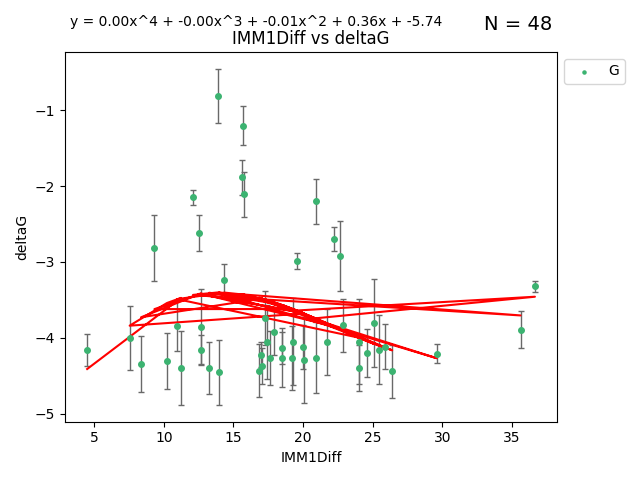 y = 0.00x^4 + -0.00x^3 + -0.01x^2 + 0.36x + -5.74
N = 48
IMM1Diff vs deltaG
G
deltaG
−1
−2
−3
−4
−5
5 10 15 20 25 30 35
IMM1Diff